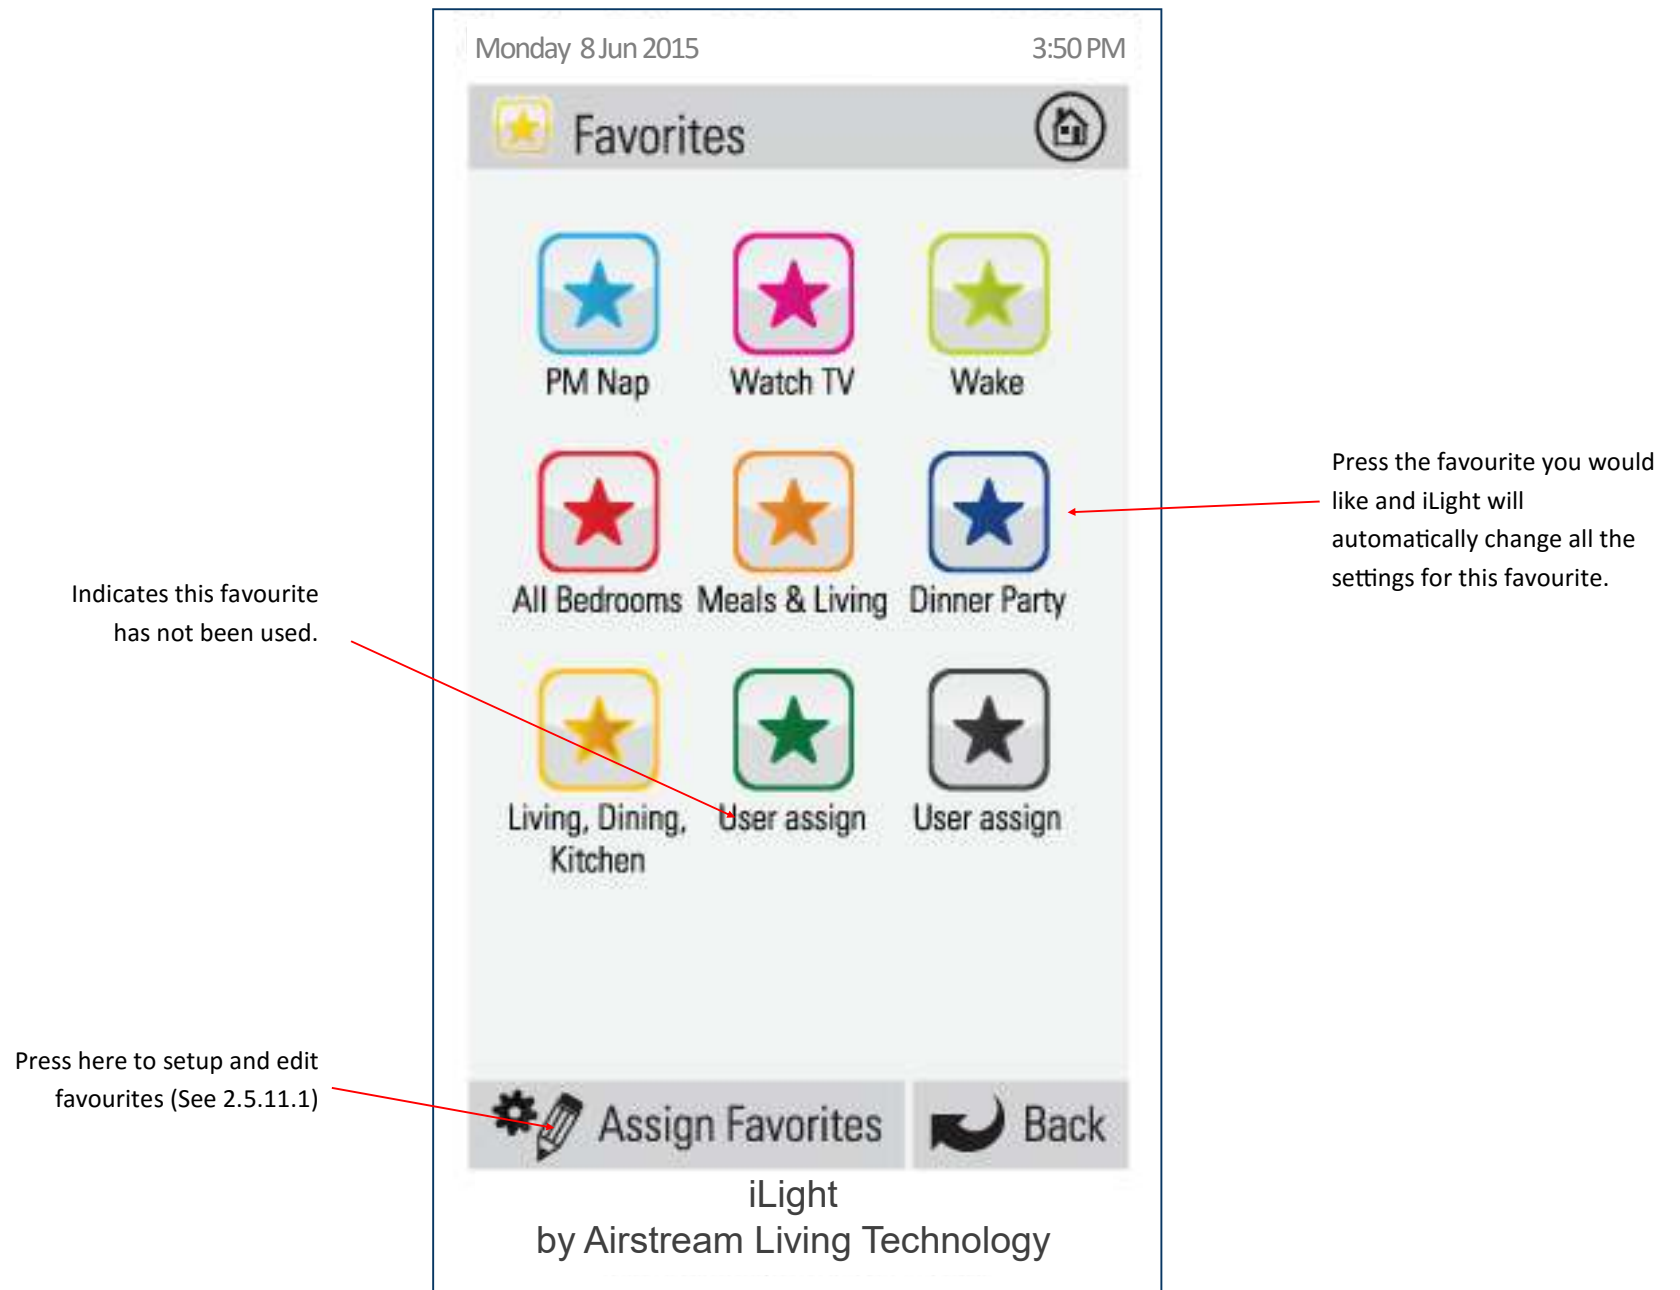 Monday 8 Jun 2015 3:50 PM
Favorites
PM Nap Watch TV Wake
Press the favourite you would
like and iLight will
automatically change all the
settings for this favourite.
Indicates this favourite
has not been used.
All Bedrooms Meals & Living Dinner Party
Living, Dining, User assign User assign
Kitchen
Press here to setup and edit
favourites (See 2.5.11.1)
Assign Favorites Back
iLight
by Airstream Living Technology